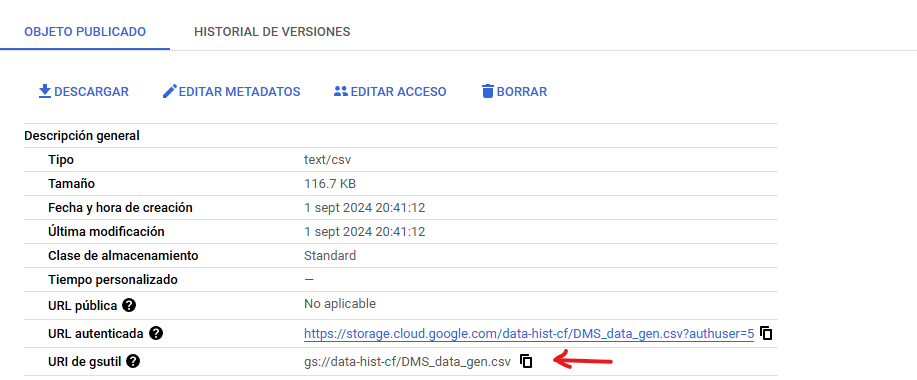 OBJETO PUBLICADO HISTORIAL DE VERSIONES
DESCARGAR EDITAR METADATOS EDITAR ACCESO BORRAR
Descripción general
Tipo text/csv
Tamaño 116.7 KB
Fecha y hora de creación 1 sept 2024 20:41:12
Última modificación 1 sept 2024 20:41:12
Clase de almacenamiento Standard
Tiempo personalizado —
URL pública ? No aplicable
URL autenticada ? https://storage.cloud.google.com/data-hist-cf/DMS_data_gen.csv?authuser=5
URI de gsutil ? gs://data-hist-cf/DMS_data_gen.csv